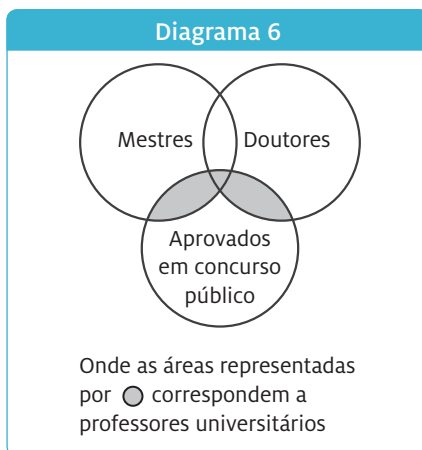 Diagrama 6
Mestres
Doutores
Aprovados
em concurso
público
Onde as áreas representadas
por correspondem a
professores universitários